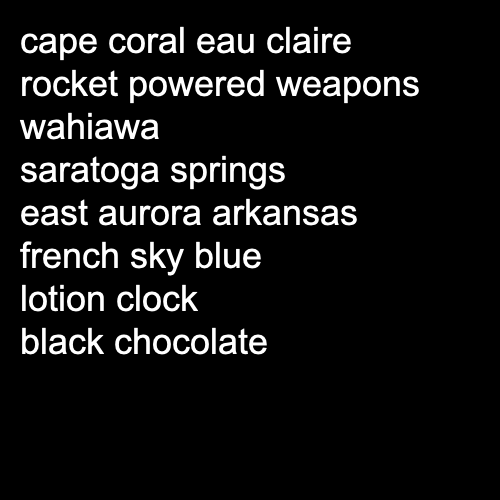 cape coral eau claire
rocket powered weapons
wahiawa
saratoga springs
east aurora arkansas
french sky blue
lotion clock
black chocolate